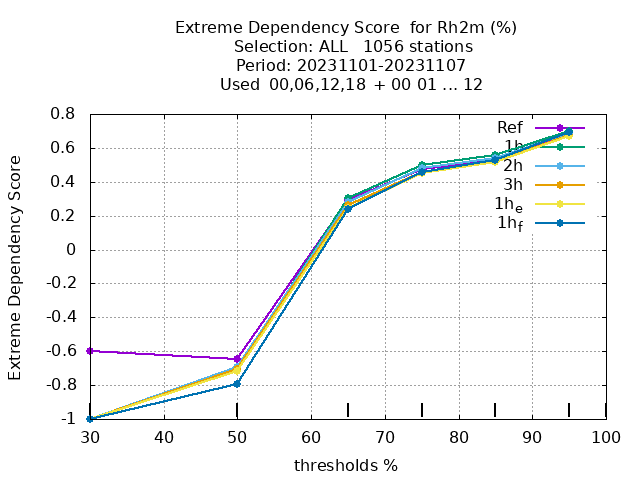 Extreme Dependency Score  for Rh2m (%)
Selection: ALL   1056 stations
Period: 20231101-20231107
Used  00,06,12,18  + 00 01 ... 12
Extreme Dependency Score
0.8
0.6
0.4
0.2
0
-0.2
-0.4
-0.6
-0.8
-1
Ref
1h
2h
3h
1he
1hf
30 40 50 60 70 80 90 100
thresholds %